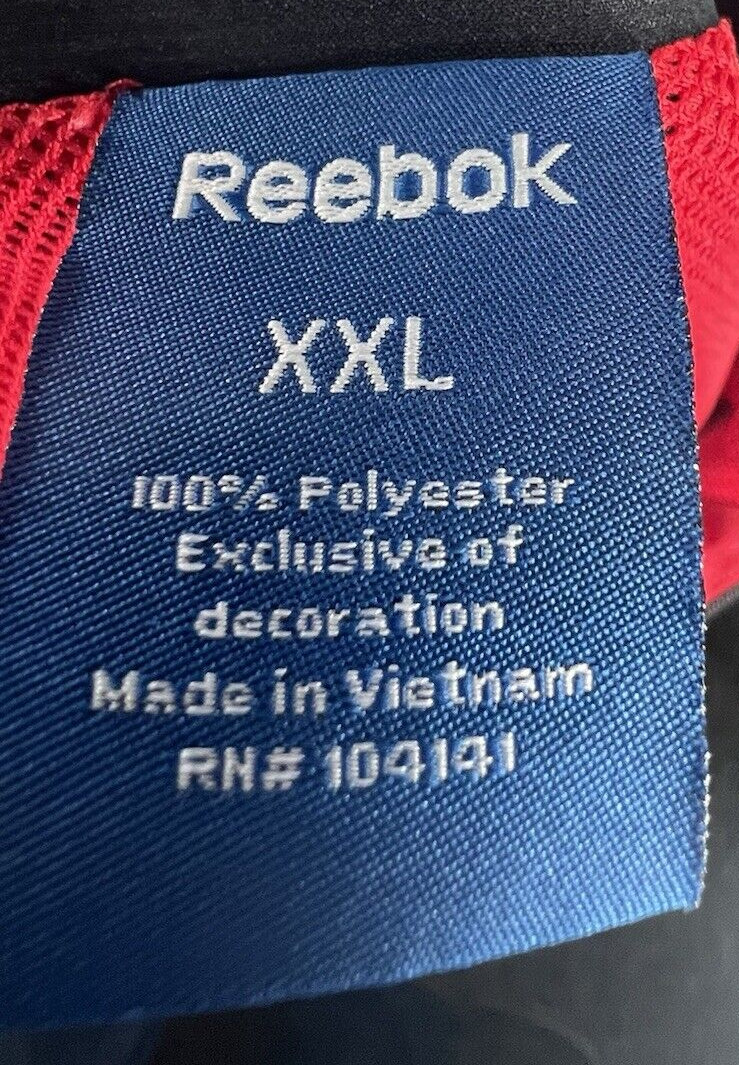 Reebok
XXL
100% Polyester
Exclusive of
decoration
Made in Vietnam
RN# 104141